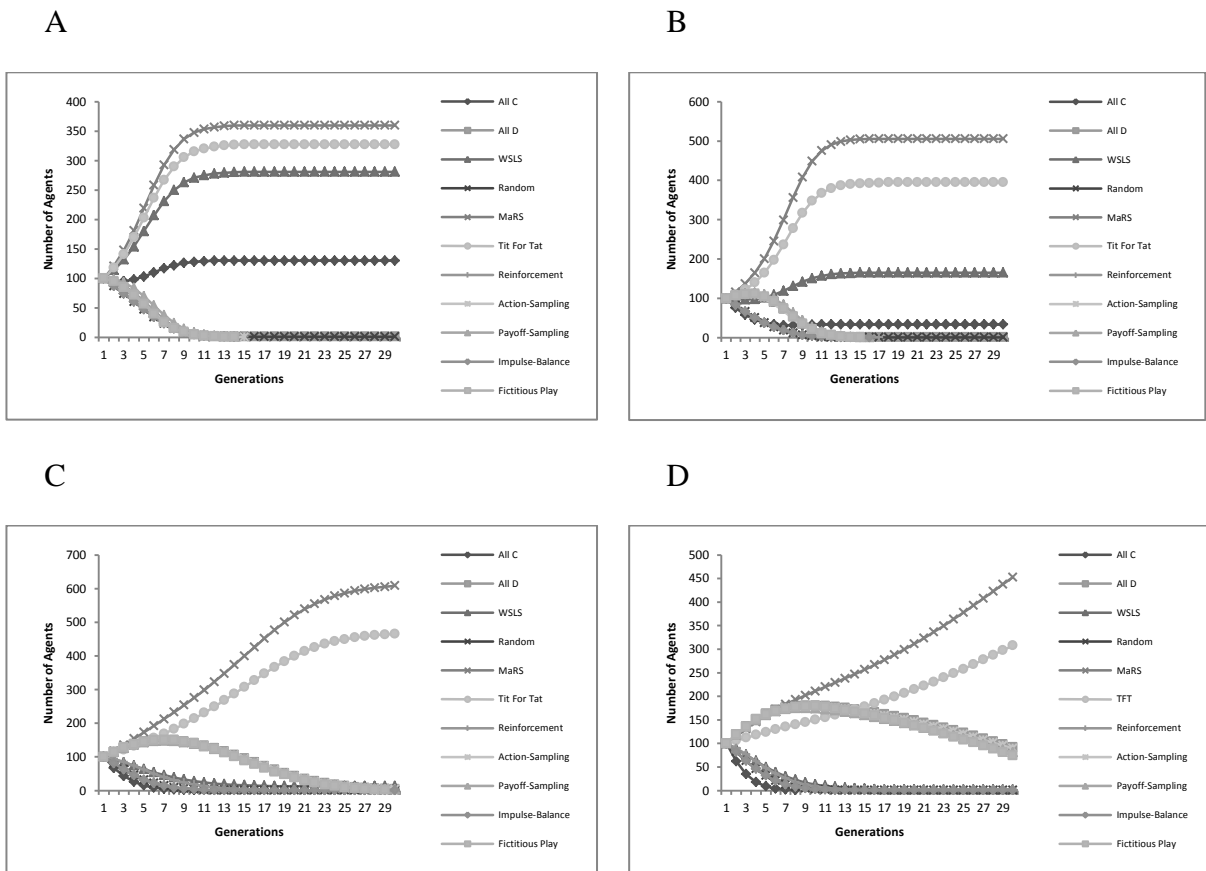 A
400
350
300
250
200
150
100
50
0
Number of Agents
1 3 5 7 9 11 13 15 17 19 21 23 25 27 29
Generations
All C
All D
WSLS
Random
MaRS
Tit For Tat
Reinforcement
Action-Sampling
Payoff-Sampling
Impulse-Balance
Fictitious Play
B
600
500
400
300
200
100
0
Number of Agents
1 3 5 7 9 11 13 15 17 19 21 23 25 27 29
Generations
All C
All D
WSLS
Random
MaRS
Tit For Tat
Reinforcement
Action-Sampling
Payoff-Sampling
Impulse-Balance
Fictitious Play
C
700
600
500
400
300
200
100
0
Number of Agents
1 3 5 7 9 11 13 15 17 19 21 23 25 27 29
Generations
All C
All D
WSLS
Random
MaRS
Tit For Tat
Reinforcement
Action-Sampling
Payoff-Sampling
Impulse-Balance
Fictitious Play
D
500
450
400
350
300
250
200
150
100
50
0
Number of Agents
1 3 5 7 9 11 13 15 17 19 21 23 25 27 29
Generations
All C
All D
WSLS
Random
MaRS
TFT
Reinforcement
Action-Sampling
Payoff-Sampling
Impulse-Balance
Fictitious Play